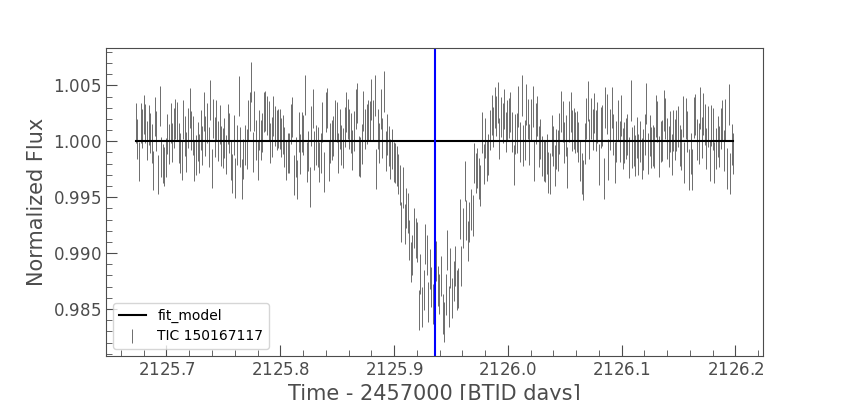 1.005
1.000
0.995
0.990
0.985
Normalized Flux
fit_model
TIC 150167117
2125.7 2125.8 2125.9 2126.0 2126.1 2126.2
Time - 2457000 [BTJD days]